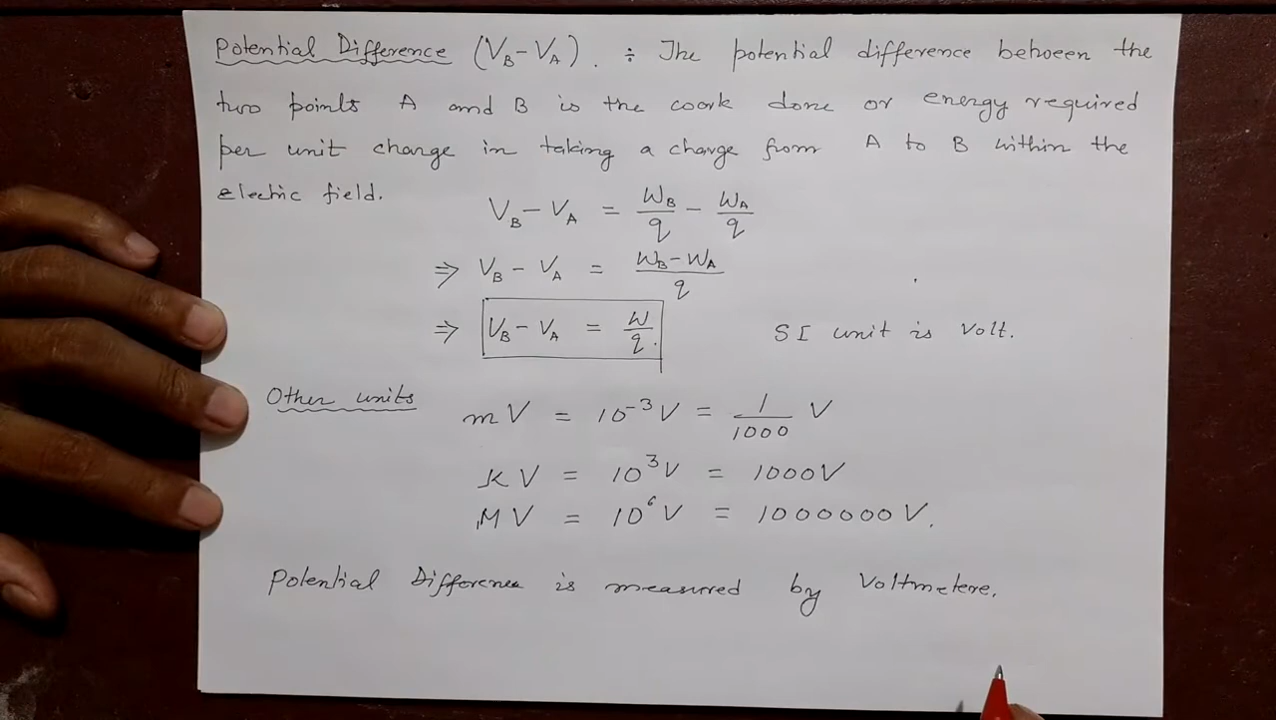 Potential Difference (V_B - V_A). ÷ The potential difference between the
two points A and B is the work done or energy required
per unit charge in taking a charge from A to B within the
electric field.
V_B - V_A = W_B/q - W_A/q
⇒ V_B - V_A = (W_B - W_A)/q
⇒ V_B - V_A = W/q. SI unit is Volt.
Other units
mV = 10^-3 V = 1/1000 V
KV = 10^3 V = 1000V
MV = 10^6 V = 1000000 V.
Potential Difference is measured by Voltmetere.